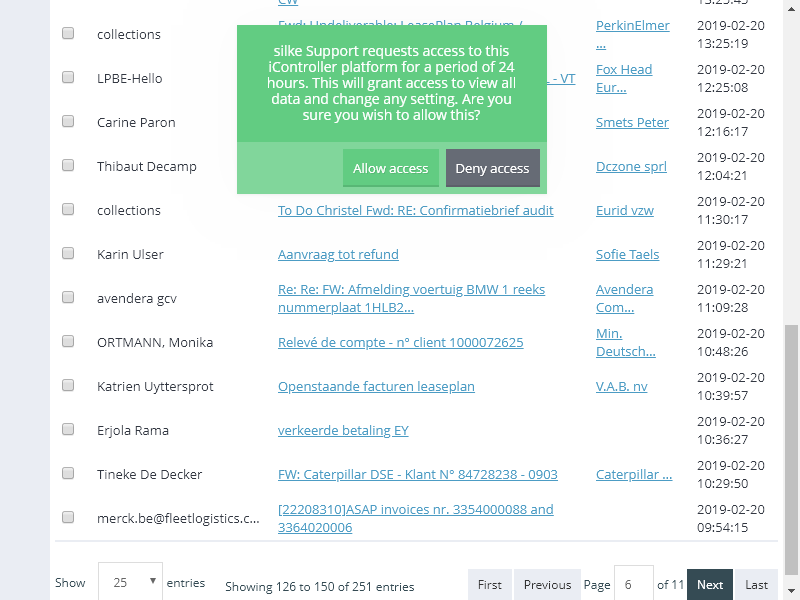 CW
13:25:45
collections
Fwd: Undeliverable: LeasePlan Belgium /
PerkinElmer
...
2019-02-20
13:25:19
silke Support requests access to this
iController platform for a period of 24
hours. This will grant access to view all
data and change any setting. Are you
sure you wish to allow this?
Allow access
Deny access
LPBE-Hello
L - VT
Fox Head
Eur...
2019-02-20
12:25:08
Carine Paron
Smets Peter
2019-02-20
12:16:17
Thibaut Decamp
Dczone sprl
2019-02-20
12:04:21
collections
To Do Christel Fwd: RE: Confirmatiebrief audit
Eurid vzw
2019-02-20
11:30:17
Karin Ulser
Aanvraag tot refund
Sofie Taels
2019-02-20
11:29:21
avendera gcv
Re: Re: FW: Afmelding voertuig BMW 1 reeks
nummerplaat 1HLB2...
Avendera
Com...
2019-02-20
11:09:28
ORTMANN, Monika
Relevé de compte - n° client 1000072625
Min.
Deutsch...
2019-02-20
10:48:26
Katrien Uyttersprot
Openstaande facturen leaseplan
V.A.B. nv
2019-02-20
10:39:57
Erjola Rama
verkeerde betaling EY
2019-02-20
10:36:27
Tineke De Decker
FW: Caterpillar DSE - Klant N° 84728238 - 0903
Caterpillar ...
2019-02-20
10:29:50
merck.be@fleetlogistics.c...
[22208310]ASAP invoices nr. 3354000088 and
3364020006
2019-02-20
09:54:15
Show 25 entries
Showing 126 to 150 of 251 entries
First Previous Page 6 of 11 Next Last